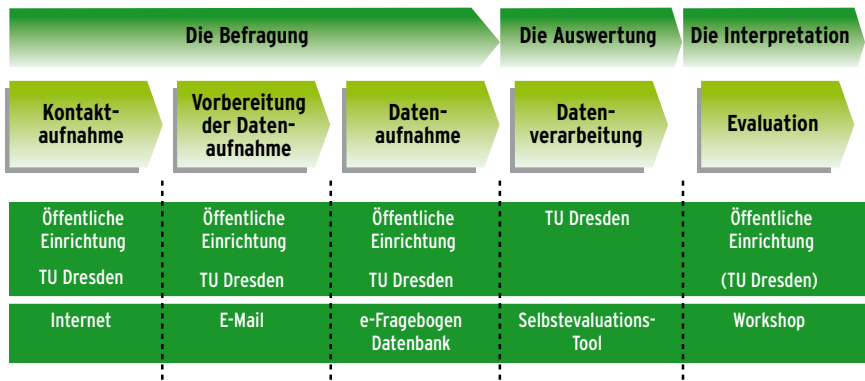 Die Befragung
Die Auswertung
Die Interpretation
Kontakt-
aufnahme
Vorbereitung
der Daten-
aufnahme
Daten-
aufnahme
Daten-
verarbeitung
Evaluation
Öffentliche
Einrichtung
TU Dresden
Öffentliche
Einrichtung
TU Dresden
Öffentliche
Einrichtung
TU Dresden
TU Dresden
Öffentliche
Einrichtung
(TU Dresden)
Internet
E-Mail
e-Fragebogen
Datenbank
Selbstevaluations-
Tool
Workshop